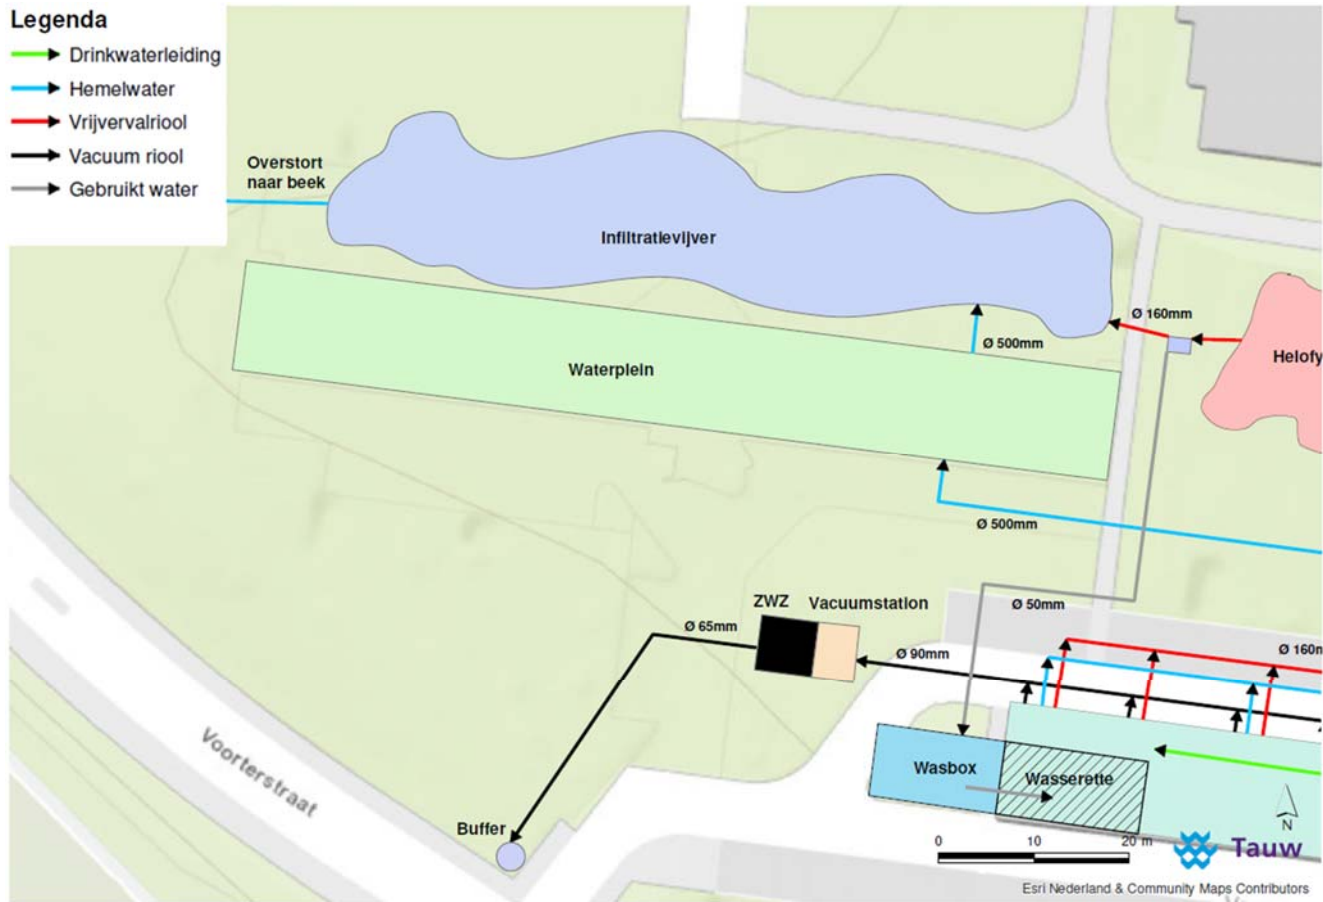 Legenda
Drinkwaterleiding
Hemelwater
Vrijvervalriool
Vacuum riool
Gebruikt water
Overstort
naar beek
Infiltratievijver
Ø 160mm
Ø 500mm
Helofy
Waterplein
Ø 500mm
Ø 50mm
ZWZ
Vacuumstation
Ø 65mm
Ø 90mm
Ø 160m
Voorterstraat
Wasbox
Wasserette
Buffer
N
0 10 20 m
Tauw
Esri Nederland & Community Maps Contributors